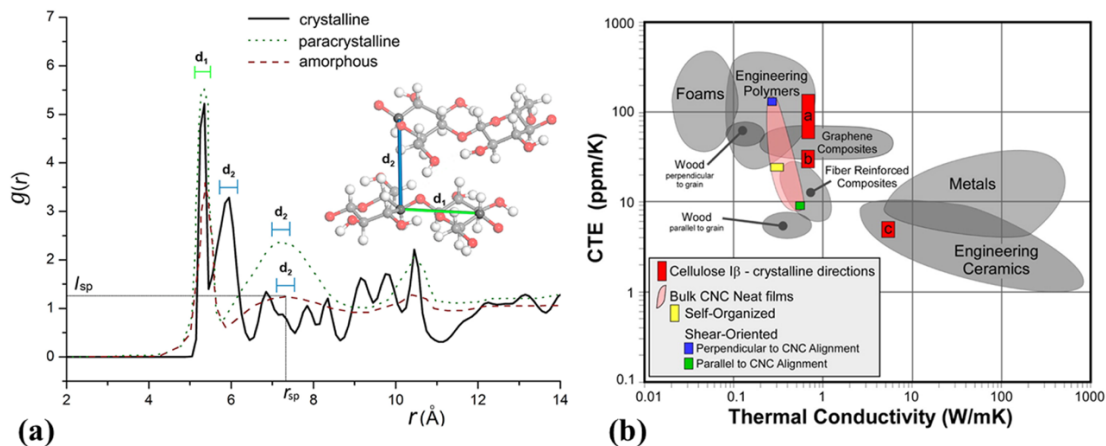 7
6
5
4
3
2
1
0
g(r)
I_sp
crystalline
paracrystalline
amorphous
d₁
d₂
d₂
d₂
d₂
d₁
2
4
6
r_sp
8
10
12
14
r (Å)
(a)
1000
100
10
1
0.1
CTE (ppm/K)
Foams
Engineering
Polymers
a
Graphene
Composites
b
Wood
perpendicular
to grain
Fiber Reinforced
Composites
Wood
parallel to grain
Metals
c
Engineering
Ceramics
Cellulose Iβ - crystalline directions
Bulk CNC Neat films
Self-Organized
Shear-Oriented
Perpendicular to CNC Alignment
Parallel to CNC Alignment
0.01
0.1
1
10
100
1000
Thermal Conductivity (W/mK)
(b)